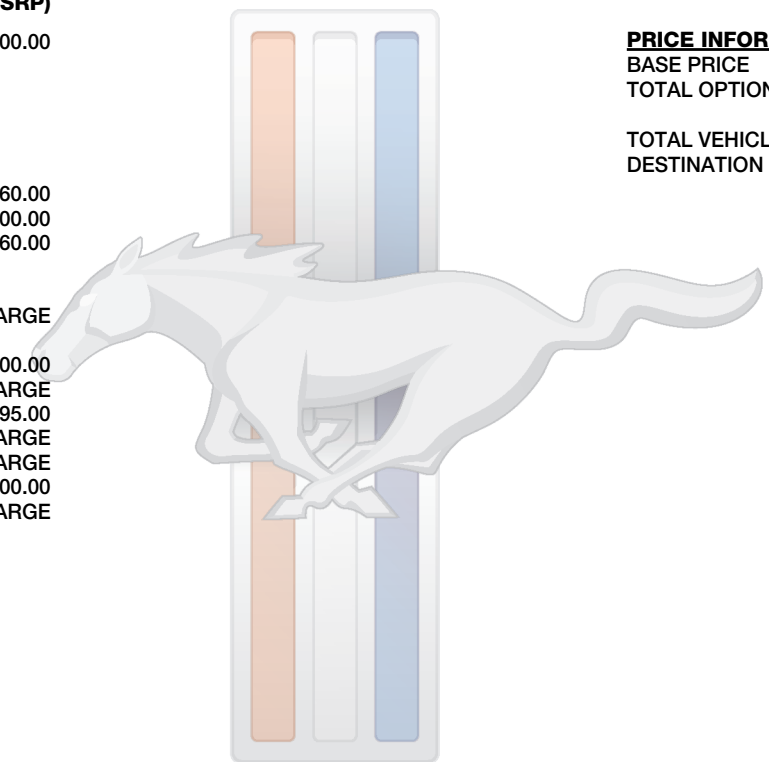 SRP)
00.00
60.00
00.00
60.00
ARGE
00.00
ARGE
95.00
ARGE
ARGE
00.00
ARGE
PRICE INFOR
BASE PRICE
TOTAL OPTION
TOTAL VEHICL
DESTINATION